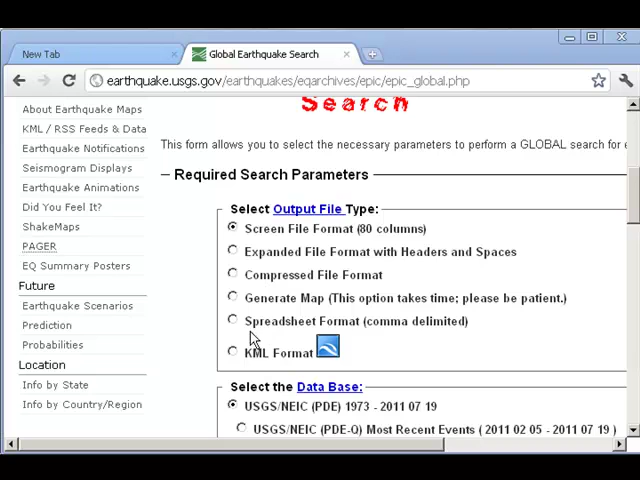 New Tab
Global Earthquake Search
earthquake.usgs.gov/earthquakes/eqarchives/epic/epic_global.php
Search
About Earthquake Maps
KML / RSS Feeds & Data
Earthquake Notifications
Seismogram Displays
Earthquake Animations
Did You Feel It?
ShakeMaps
PAGER
EQ Summary Posters
Future
Earthquake Scenarios
Prediction
Probabilities
Location
Info by State
Info by Country/Region
This form allows you to select the necessary parameters to perform a GLOBAL search for e
Required Search Parameters
Select Output File Type:
Screen File Format (80 columns)
Expanded File Format with Headers and Spaces
Compressed File Format
Generate Map (This option takes time; please be patient.)
Spreadsheet Format (comma delimited)
KML Format
Select the Data Base:
USGS/NEIC (PDE) 1973 - 2011 07 19
USGS/NEIC (PDE-Q) Most Recent Events ( 2011 02 05 - 2011 07 19 )